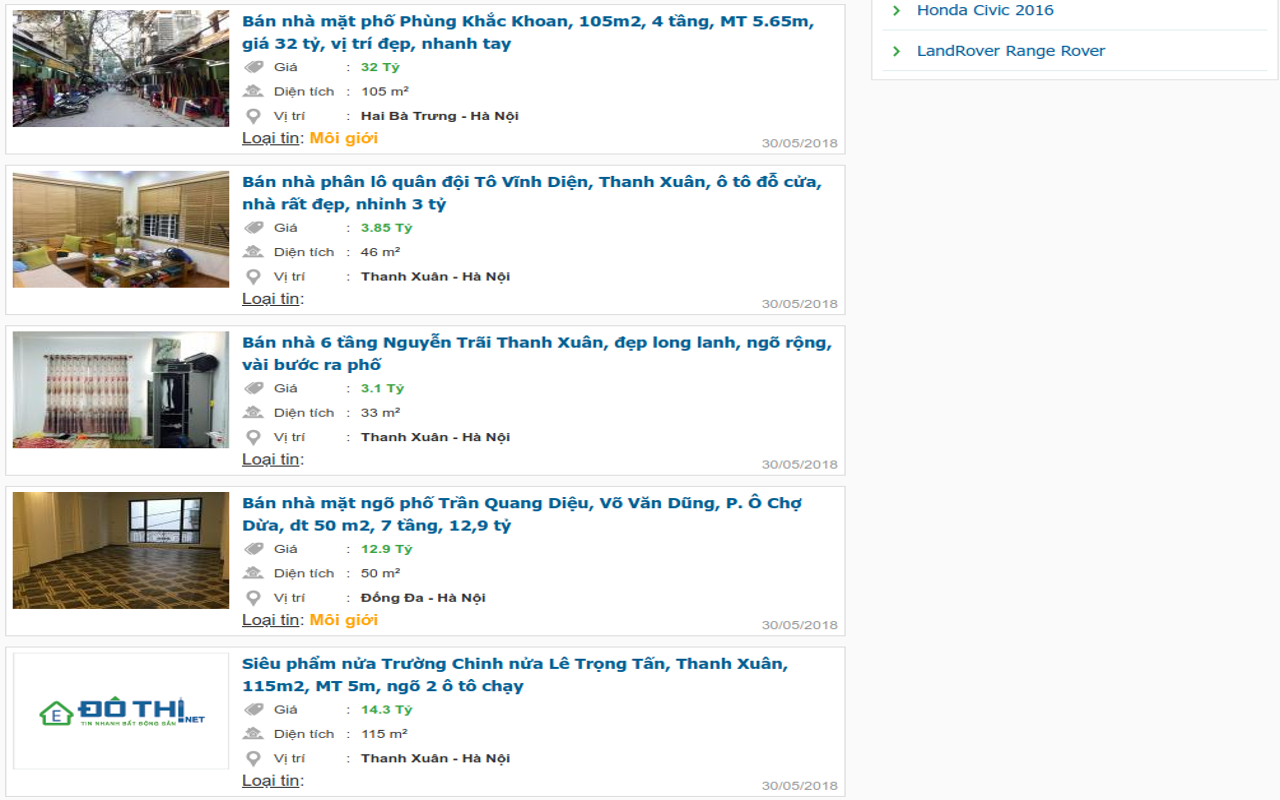 Bán nhà mặt phố Phùng Khắc Khoan, 105m2, 4 tầng, MT 5.65m,
giá 32 tỷ, vị trí đẹp, nhanh tay
Giá : 32 Tỷ
Diện tích : 105 m²
Vị trí : Hai Bà Trưng - Hà Nội
Loại tin: Môi giới
30/05/2018
Bán nhà phân lô quân đội Tô Vĩnh Diện, Thanh Xuân, ô tô đỗ cửa,
nhà rất đẹp, nhỉnh 3 tỷ
Giá : 3.85 Tỷ
Diện tích : 46 m²
Vị trí : Thanh Xuân - Hà Nội
Loại tin:
30/05/2018
Bán nhà 6 tầng Nguyễn Trãi Thanh Xuân, đẹp long lanh, ngõ rộng,
vài bước ra phố
Giá : 3.1 Tỷ
Diện tích : 33 m²
Vị trí : Thanh Xuân - Hà Nội
Loại tin:
30/05/2018
Bán nhà mặt ngõ phố Trần Quang Diệu, Võ Văn Dũng, P. Ô Chợ
Dừa, dt 50 m2, 7 tầng, 12,9 tỷ
Giá : 12.9 Tỷ
Diện tích : 50 m²
Vị trí : Đống Đa - Hà Nội
Loại tin: Môi giới
30/05/2018
E ĐÔ THỊ.NET
TIN NHANH BẤT ĐỘNG SẢN
Siêu phẩm nửa Trường Chinh nửa Lê Trọng Tấn, Thanh Xuân,
115m2, MT 5m, ngõ 2 ô tô chạy
Giá : 14.3 Tỷ
Diện tích : 115 m²
Vị trí : Thanh Xuân - Hà Nội
Loại tin:
30/05/2018
Honda Civic 2016
LandRover Range Rover